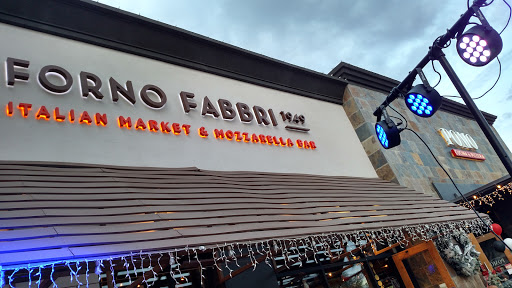 FORNO FABBRI 1949
ITALIAN MARKET & MOZZARELLA BAR